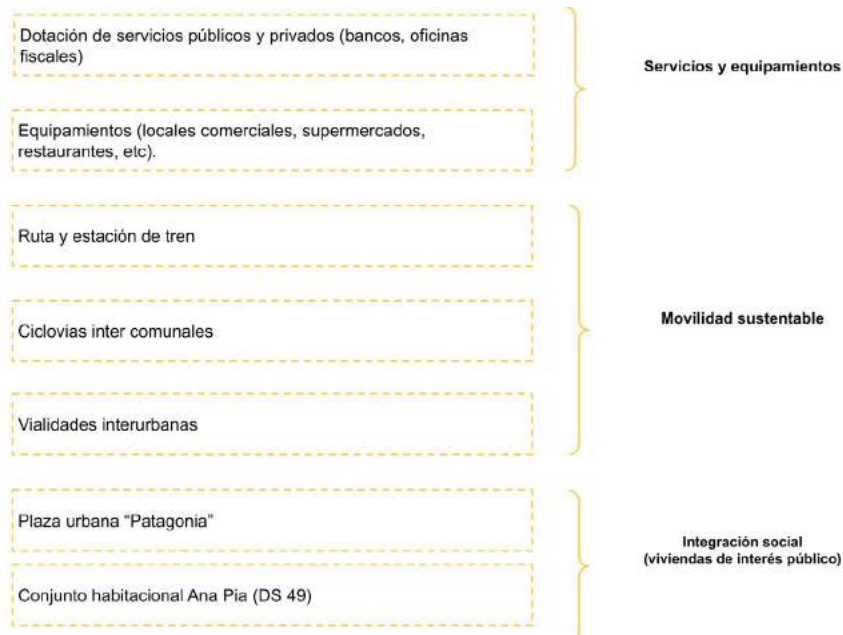 Dotación de servicios públicos y privados (bancos, oficinas
fiscales)
Servicios y equipamientos
Equipamientos (locales comerciales, supermercados,
restaurantes, etc).
Ruta y estación de tren
Movilidad sustentable
Ciclovias inter comunales
Vialidades interurbanas
Plaza urbana “Patagonia”
Integración social
(viviendas de interés público)
Conjunto habitacional Ana Pia (DS 49)